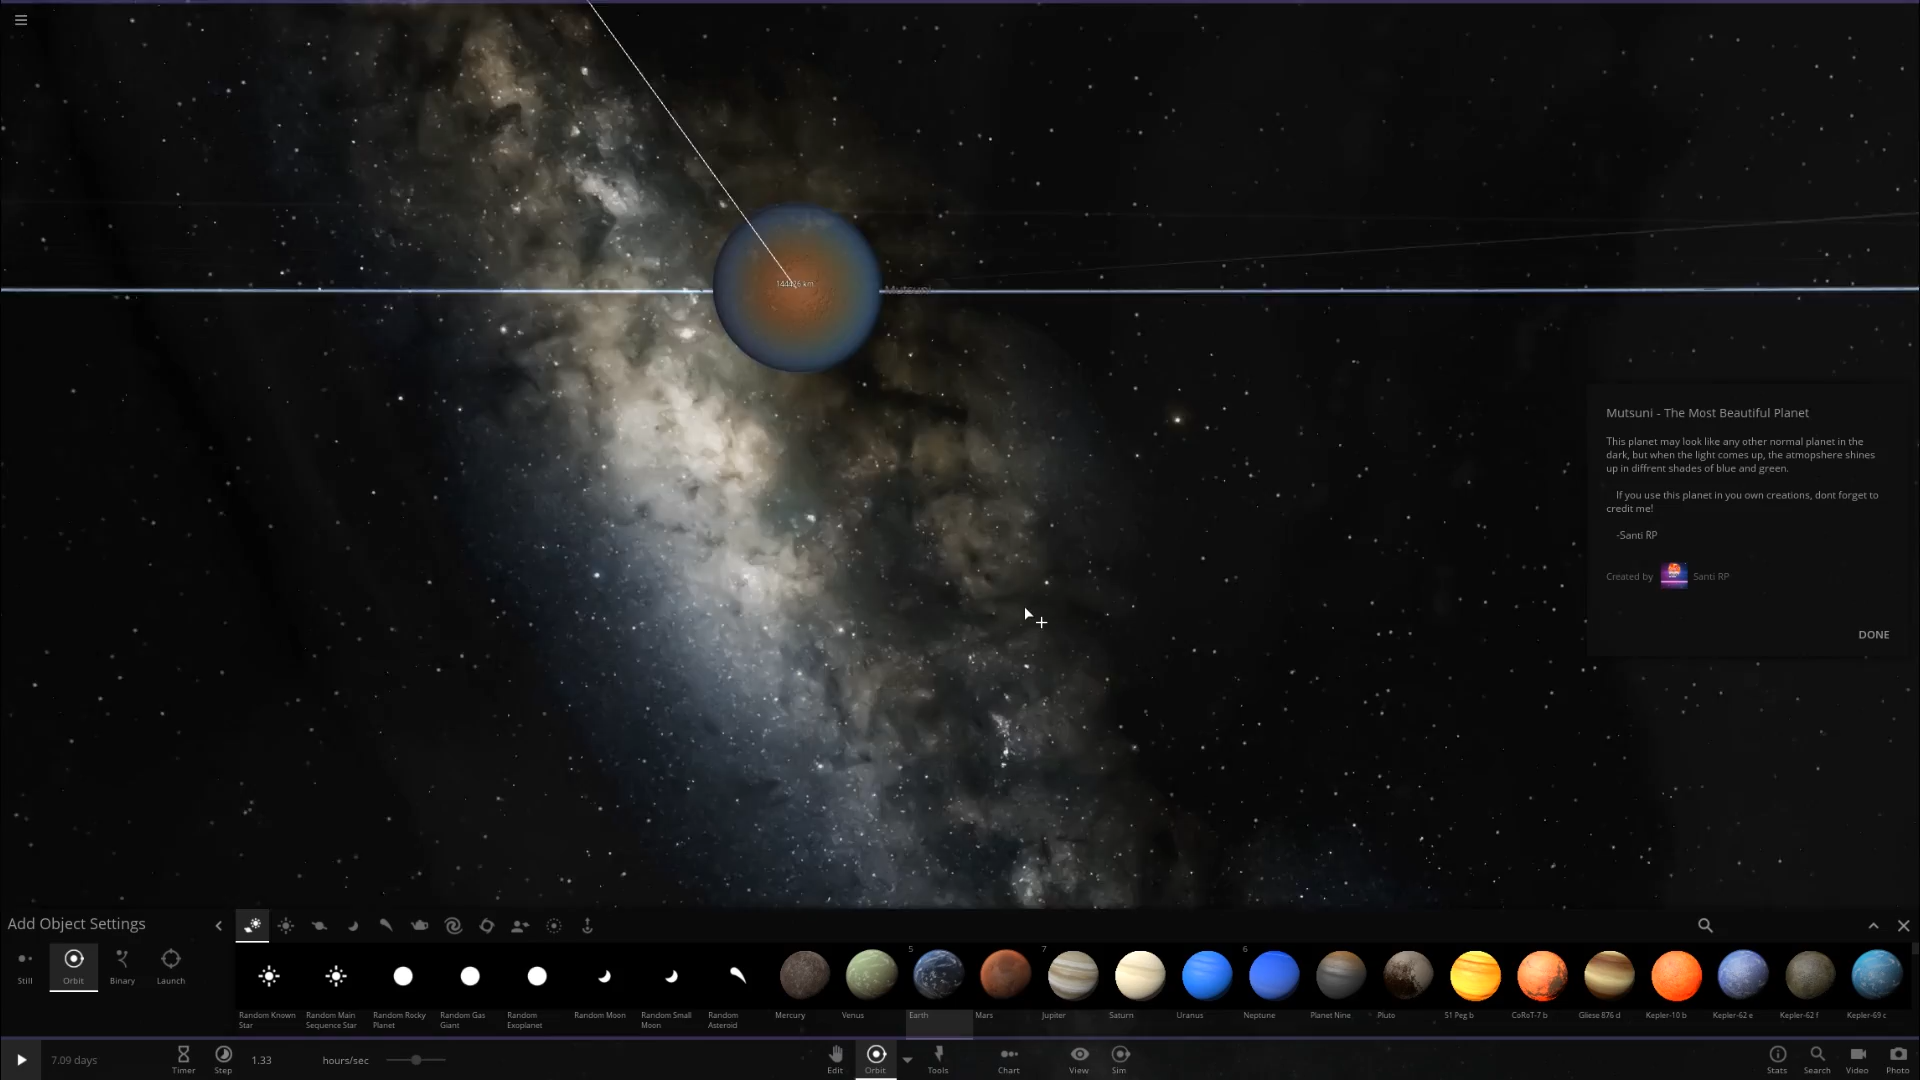 Mutsuni
Mutsuni - The Most Beautiful Planet
This planet may look like any other normal planet in the
dark, but when the light comes up, the atmopshere shines
up in diffrent shades of blue and green.
If you use this planet in you own creations, dont forget to
credit me!
-Santi RP
Created by Santi RP
DONE
Add Object Settings
Still Orbit Binary Launch
5 7 6
Random Known
Star
Random Main
Sequence Star
Random Rocky
Planet
Random Gas
Giant
Random
Exoplanet
Random Moon
Random Small
Moon
Random
Asteroid
Mercury Venus Earth Mars Jupiter Saturn Uranus Neptune Planet Nine Pluto 51 Peg b CoRoT-7 b Gliese 876 d Kepler-10 b Kepler-62 e Kepler-62 f Kepler-69 c
7.09 days Timer Step 1.33 hours/sec Edit Orbit Tools Chart View Sim Stats Search Video Photo